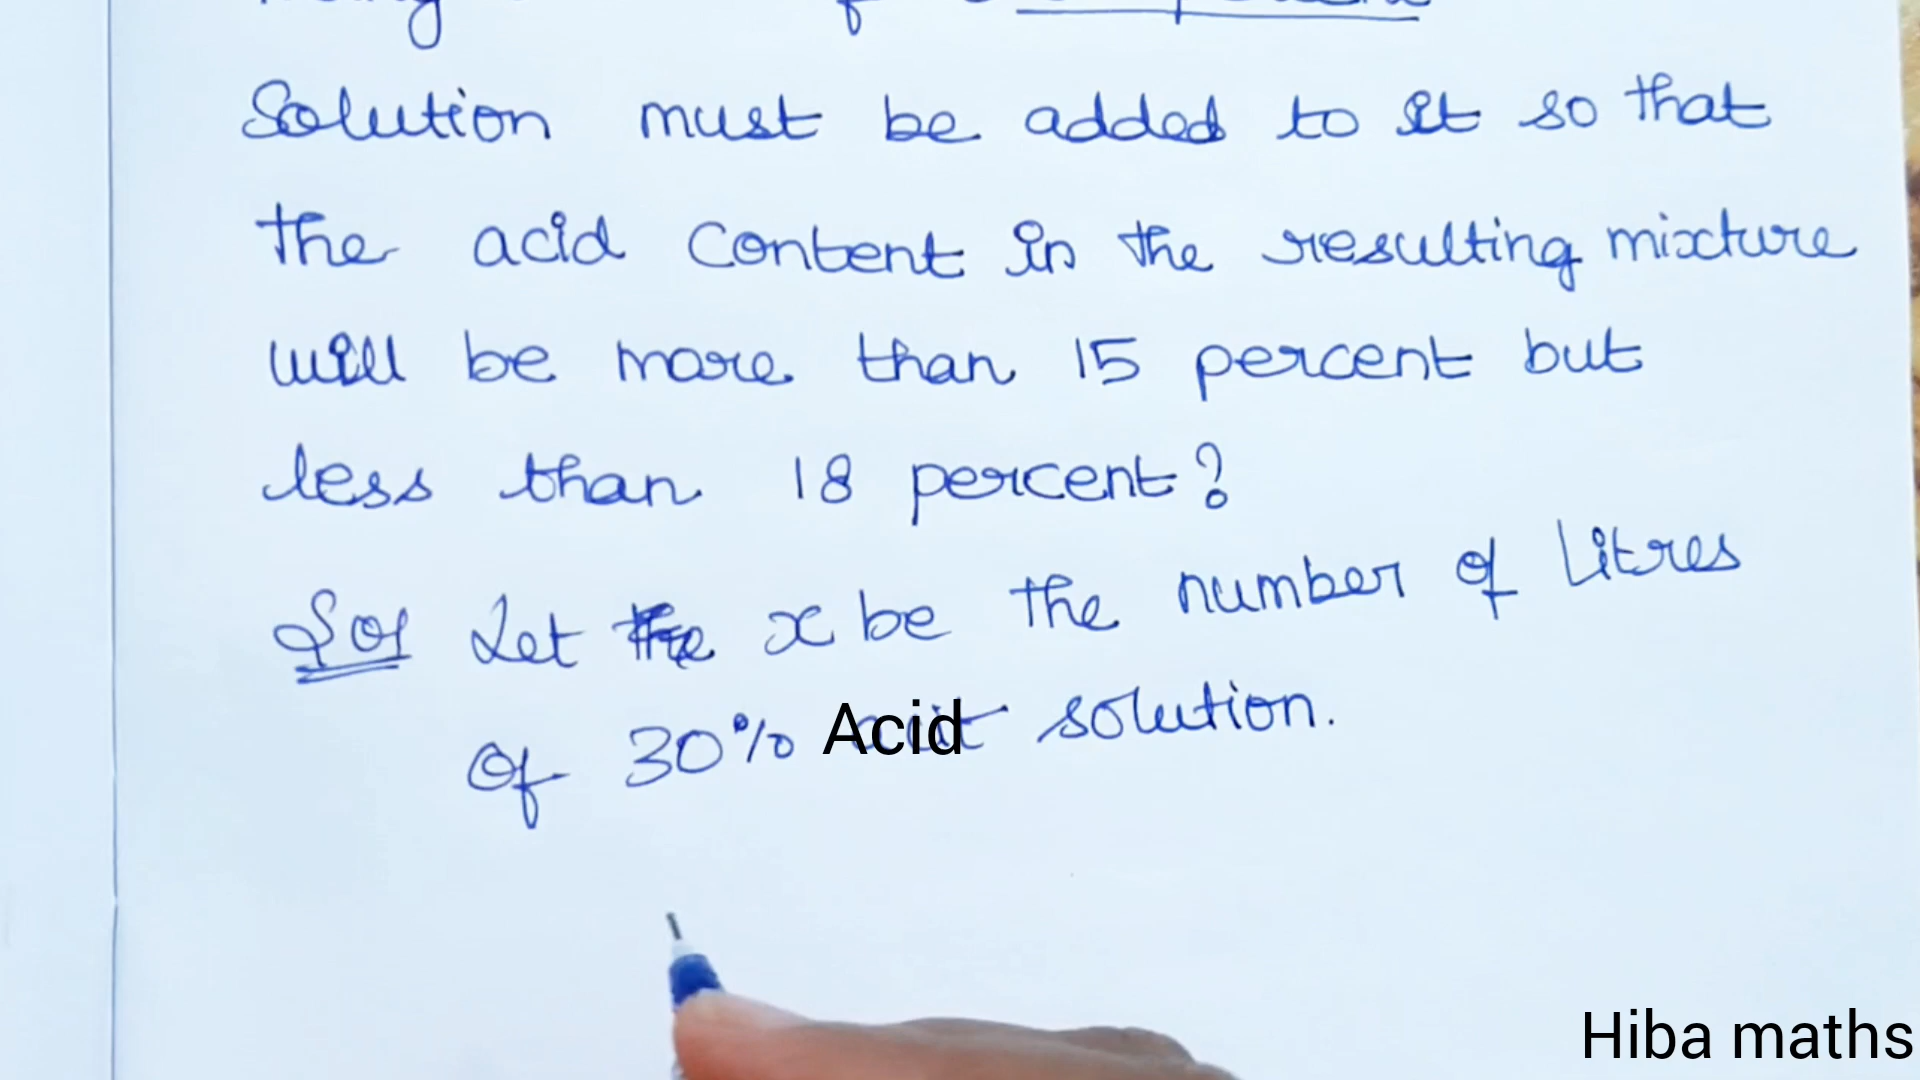 Solution must be added to it so that
the acid content in the resulting mixture
will be more than 15 percent but
less than 18 percent?
Sol Let x be the number of litres
of 30% Acid solution.
Hiba maths